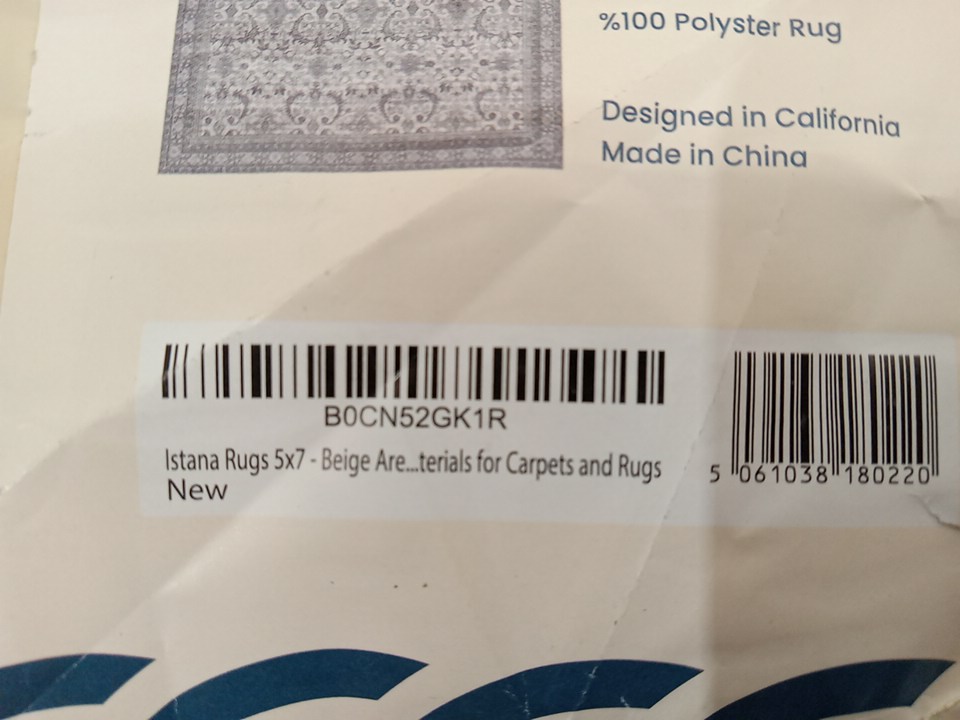 %100 Polyster Rug
Designed in California
Made in China
B0CN52GK1R
Istana Rugs 5x7 - Beige Are...terials for Carpets and Rugs
New
5 061038 180220